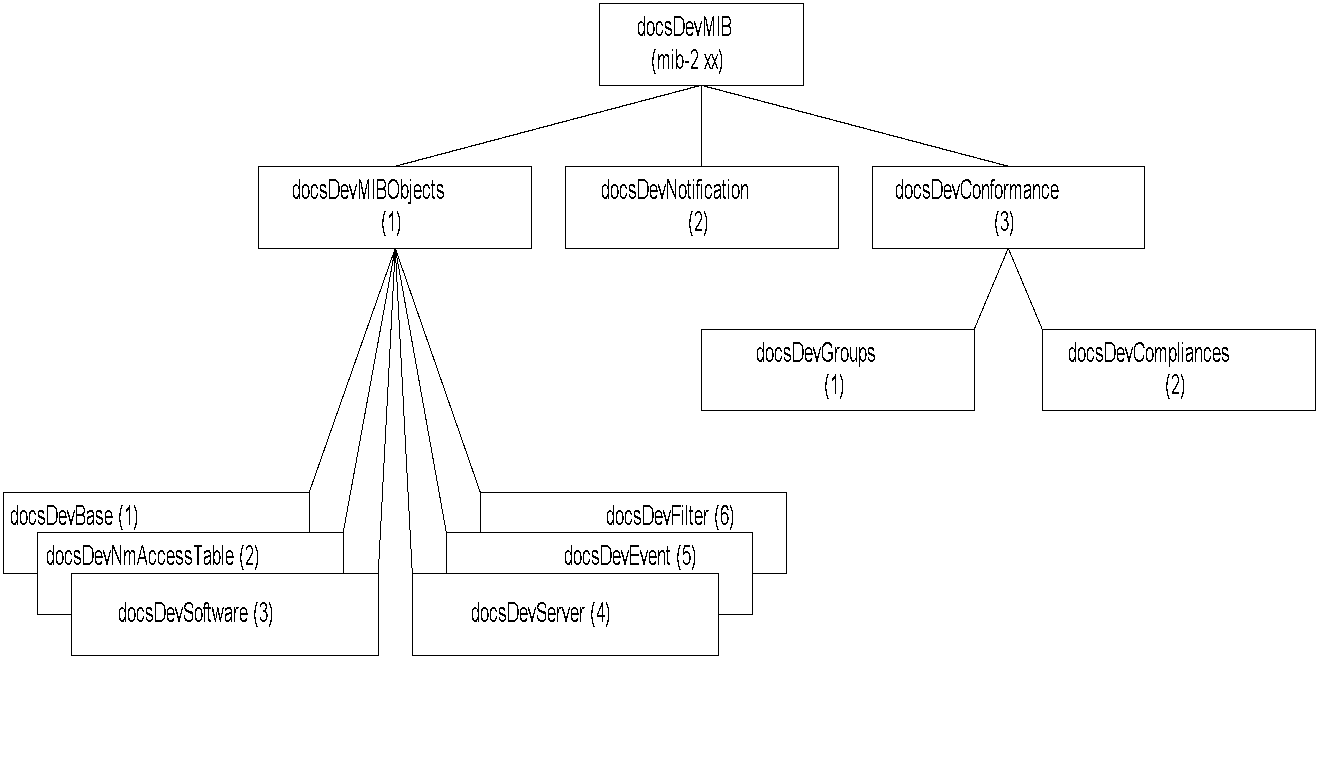 docsDevMIB
(mib-2 xx)
docsDevMIBObjects
(1)
docsDevNotification
(2)
docsDevConformance
(3)
docsDevGroups
(1)
docsDevCompliances
(2)
docsDevBase (1)
docsDevNmAccessTable (2)
docsDevSoftware (3)
docsDevFilter (6)
docsDevEvent (5)
docsDevServer (4)